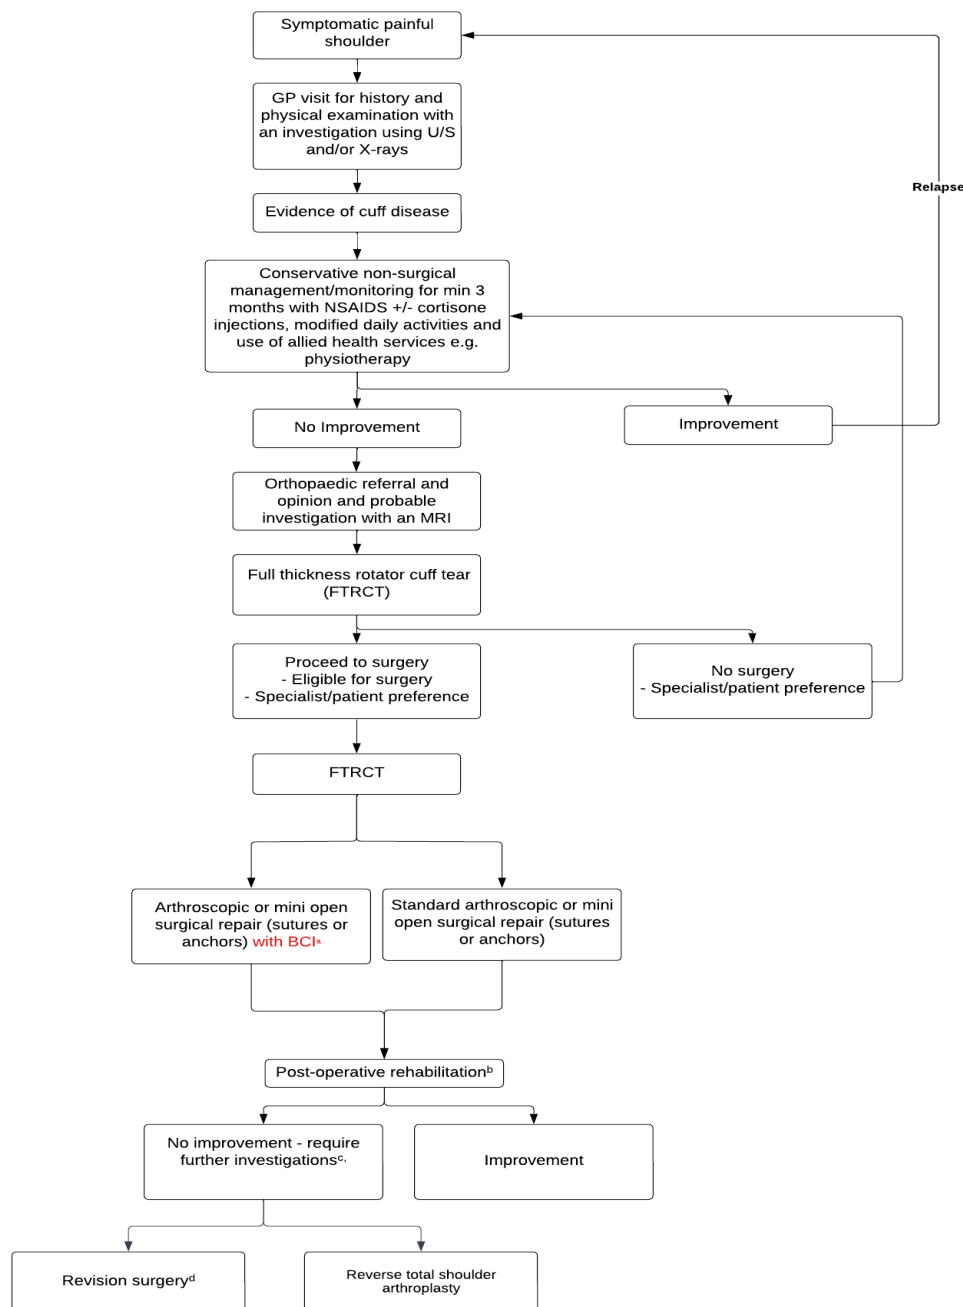 Symptomatic painful
shoulder
GP visit for history and
physical examination with
an investigation using U/S
and/or X-rays
Relapse
Evidence of cuff disease
Conservative non-surgical
management/monitoring for min 3
months with NSAIDS +/- cortisone
injections, modified daily activities and
use of allied health services e.g.
physiotherapy
No Improvement
Improvement
Orthopaedic referral and
opinion and probable
investigation with an MRI
Full thickness rotator cuff tear
(FTRCT)
Proceed to surgery
- Eligible for surgery
- Specialist/patient preference
No surgery
- Specialist/patient preference
FTRCT
Arthroscopic or mini open
surgical repair (sutures or
anchors) with BCIᵃ
Standard arthroscopic or mini
open surgical repair (sutures
or anchors)
Post-operative rehabilitationᵇ
No improvement - require
further investigationsᶜ,
Improvement
Revision surgeryᵈ
Reverse total shoulder
arthroplasty